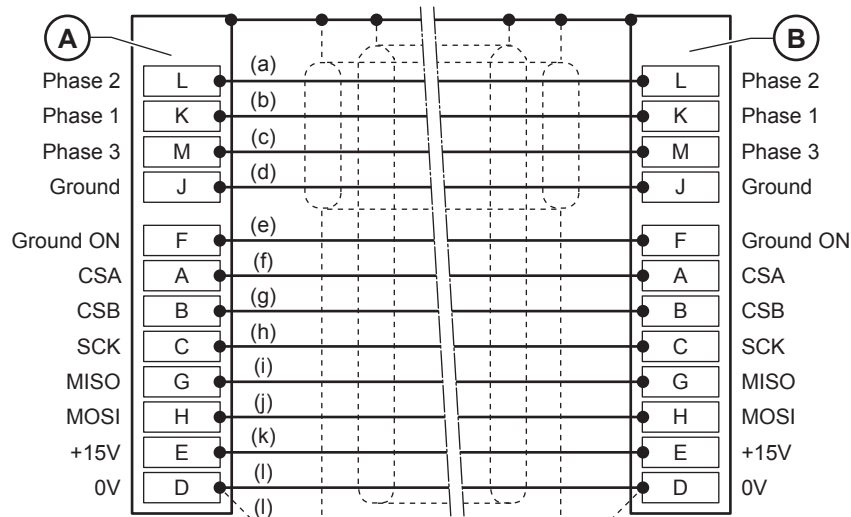 A B
Phase 2 L (a) L Phase 2
Phase 1 K (b) K Phase 1
Phase 3 M (c) M Phase 3
Ground J (d) J Ground
Ground ON F (e) F Ground ON
CSA A (f) A CSA
CSB B (g) B CSB
SCK C (h) C SCK
MISO G (i) G MISO
MOSI H (j) H MOSI
+15V E (k) E +15V
0V D (l) D 0V
(l)